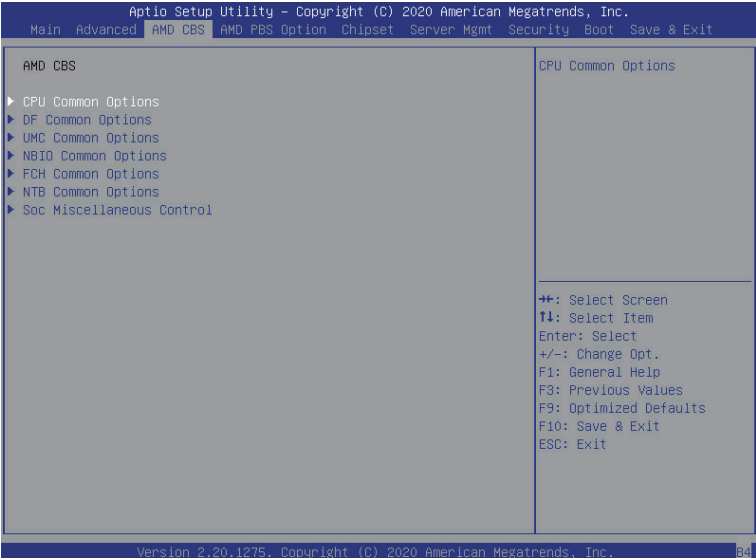 Aptio Setup Utility – Copyright (C) 2020 American Megatrends, Inc.
Main Advanced AMD CBS AMD PBS Option Chipset Server Mgmt Security Boot Save & Exit
AMD CBS
CPU Common Options
DF Common Options
UMC Common Options
NBIO Common Options
FCH Common Options
NTB Common Options
Soc Miscellaneous Control
CPU Common Options
→←: Select Screen
↑↓: Select Item
Enter: Select
+/-: Change Opt.
F1: General Help
F3: Previous Values
F9: Optimized Defaults
F10: Save & Exit
ESC: Exit
Version 2.20.1275. Copyright (C) 2020 American Megatrends, Inc.
B4